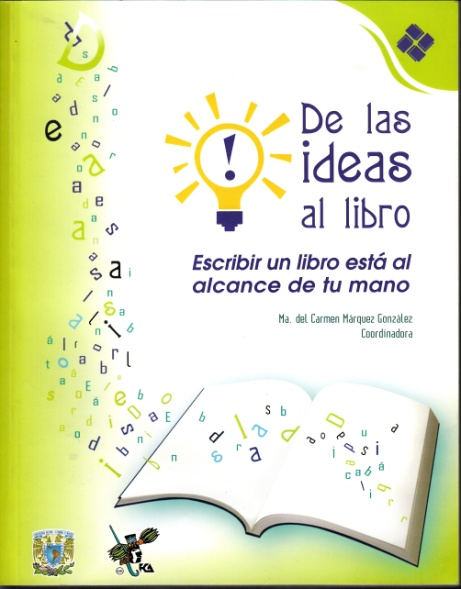 De las
ideas
al libro
!
Escribir un libro está al
alcance de tu mano
Ma. del Carmen Márquez González
Coordinadora
FCA